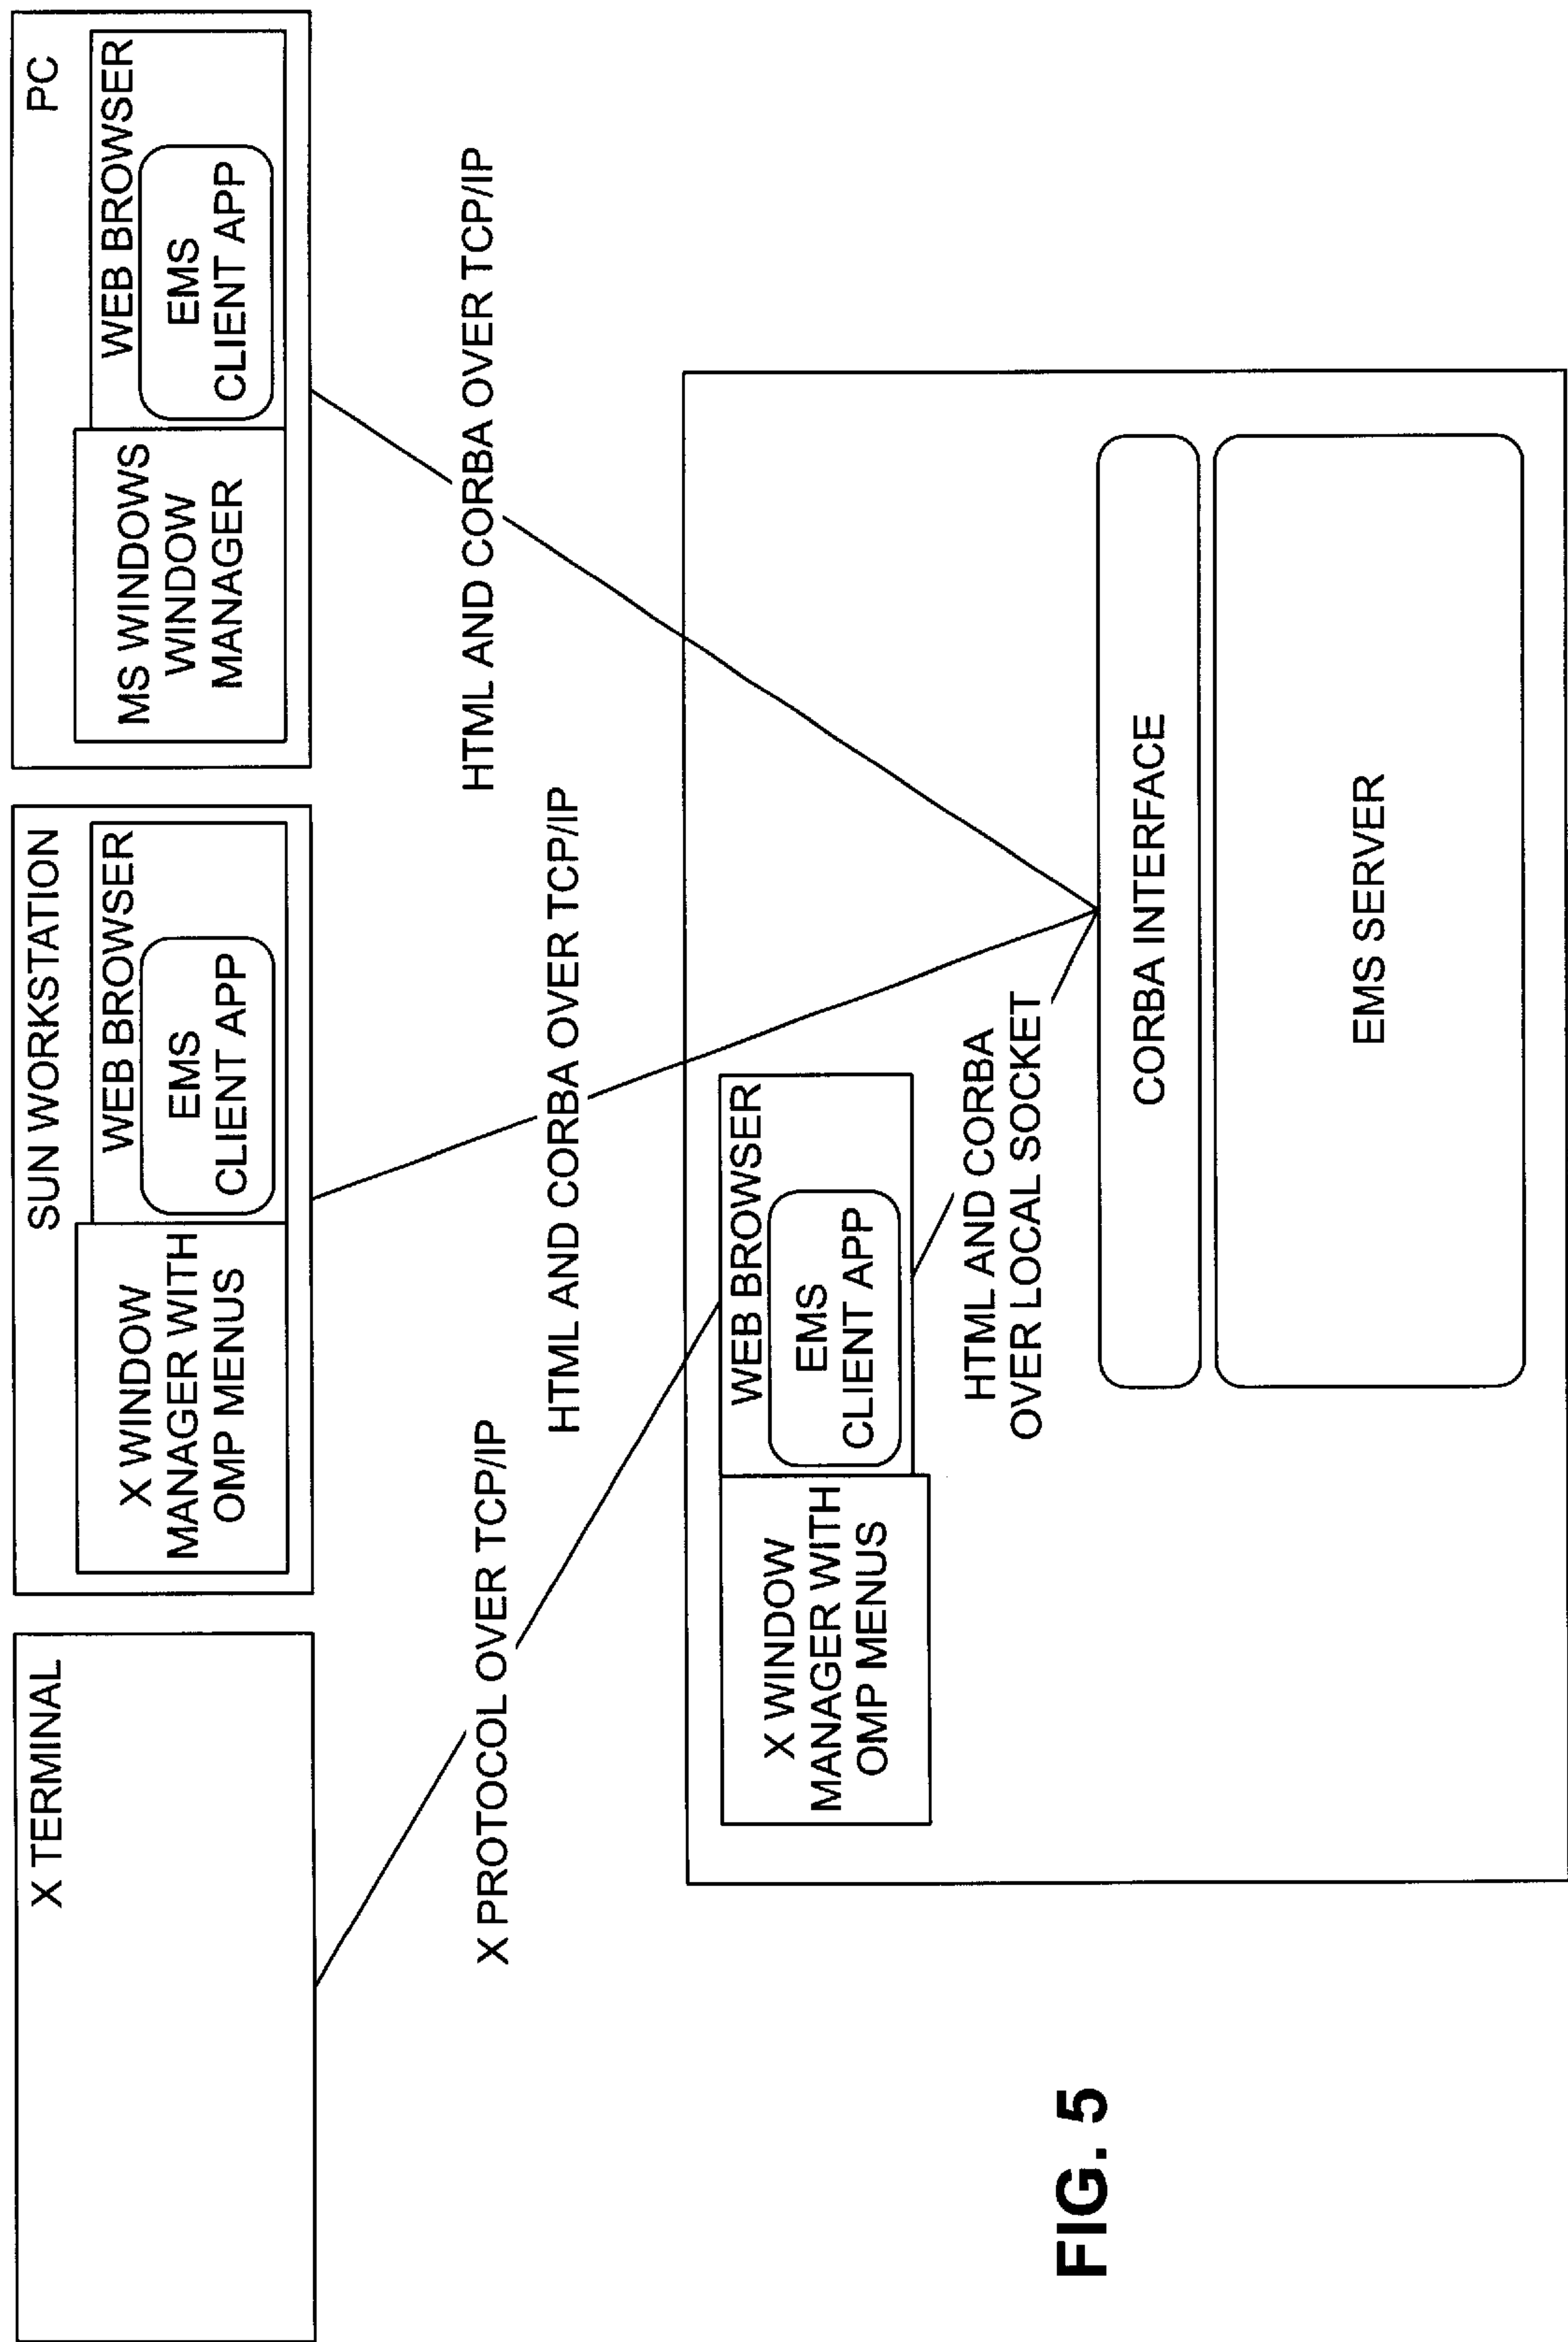 X TERMINAL
SUN WORKSTATION
X WINDOW
MANAGER WITH
OMP MENUS
WEB BROWSER
EMS
CLIENT APP
PC
MS WINDOWS
WINDOW
MANAGER
WEB BROWSER
EMS
CLIENT APP
X PROTOCOL OVER TCP/IP
HTML AND CORBA OVER TCP/IP
HTML AND CORBA OVER TCP/IP
X WINDOW
MANAGER WITH
OMP MENUS
WEB BROWSER
EMS
CLIENT APP
HTML AND CORBA
OVER LOCAL SOCKET
CORBA INTERFACE
EMS SERVER
FIG. 5